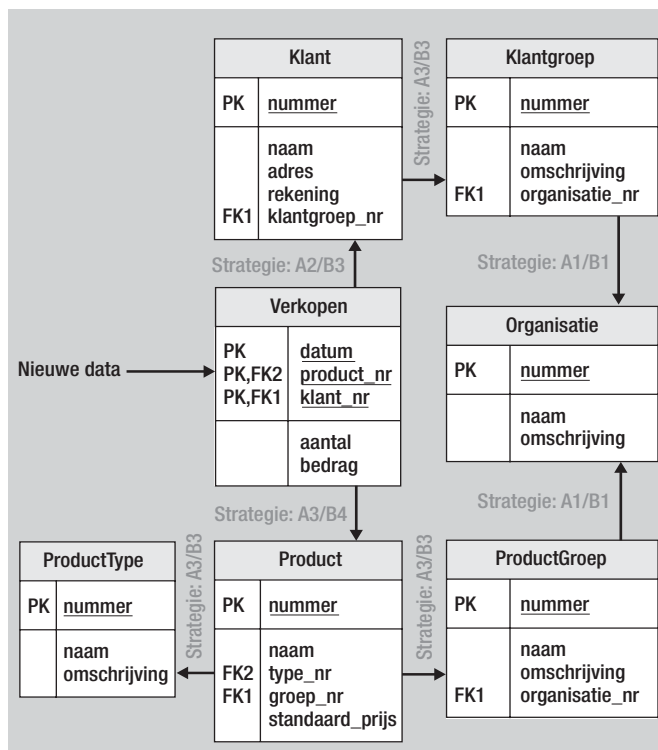 Klant
PK nummer
naam
adres
rekening
FK1 klantgroep_nr
Strategie: A3/B3
Klantgroep
PK nummer
naam
omschrijving
FK1 organisatie_nr
Strategie: A2/B3
Strategie: A1/B1
Nieuwe data
Verkopen
PK datum
PK,FK2 product_nr
PK,FK1 klant_nr
aantal
bedrag
Organisatie
PK nummer
naam
omschrijving
Strategie: A3/B4
Strategie: A1/B1
ProductType
PK nummer
naam
omschrijving
Strategie: A3/B3
Product
PK nummer
naam
FK2 type_nr
FK1 groep_nr
standaard_prijs
Strategie: A3/B3
ProductGroep
PK nummer
naam
omschrijving
FK1 organisatie_nr